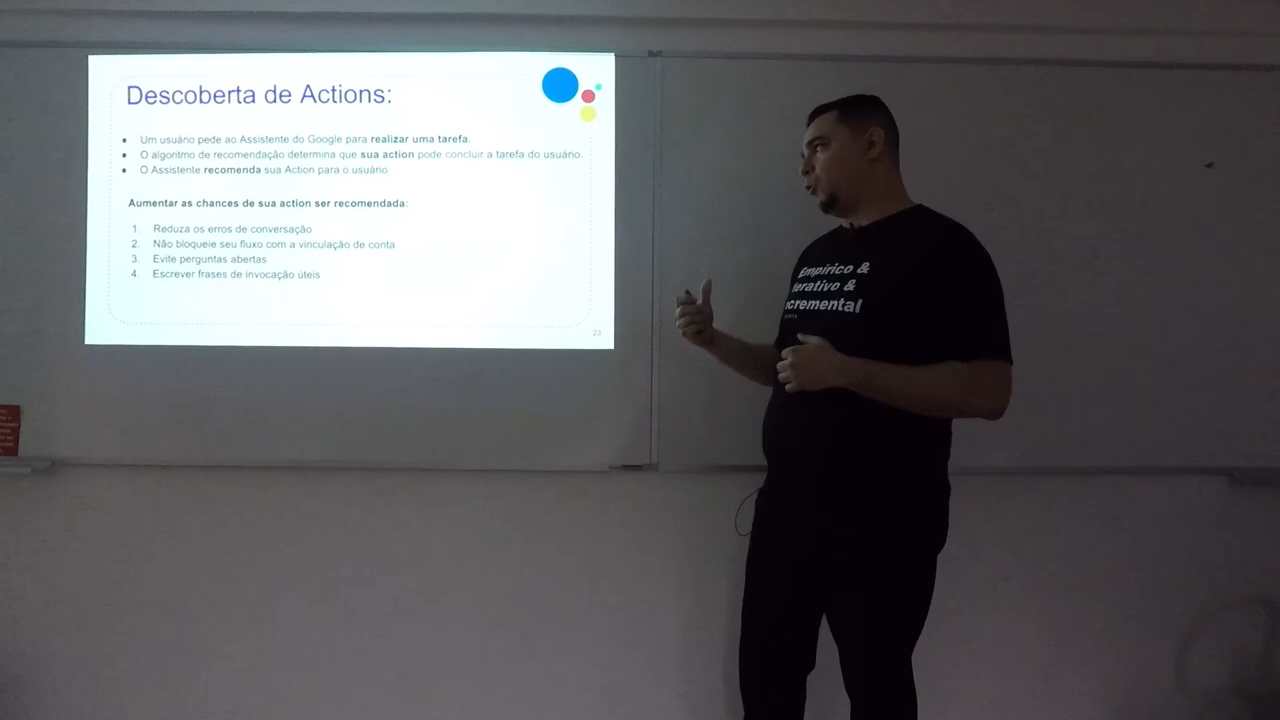 Descoberta de Actions:
Um usuário pede ao Assistente do Google para realizar uma tarefa.
O algoritmo de recomendação determina que sua action pode concluir a tarefa do usuário.
O Assistente recomenda sua Action para o usuário
Aumentar as chances de sua action ser recomendada:
1. Reduza os erros de conversação
2. Não bloqueie seu fluxo com a vinculação de conta
3. Evite perguntas abertas
4. Escrever frases de invocação úteis
23
Empírico &
terativo &
cremental